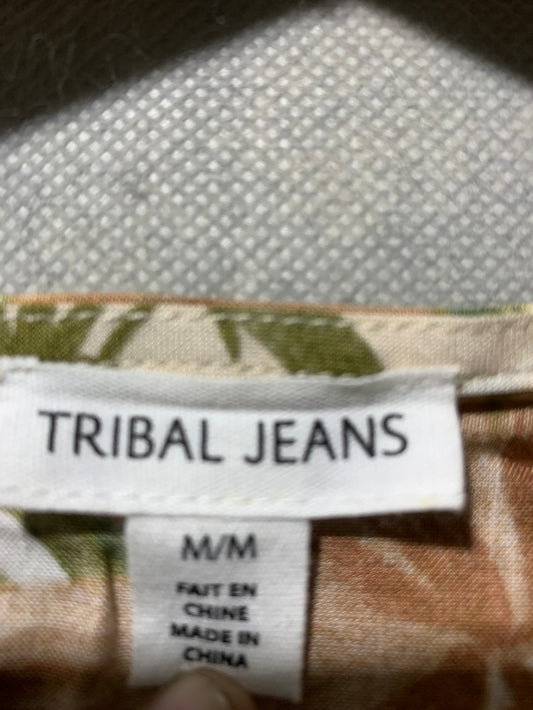 TRIBAL JEANS
M/M
FAIT EN
CHINE
MADE IN
CHINA